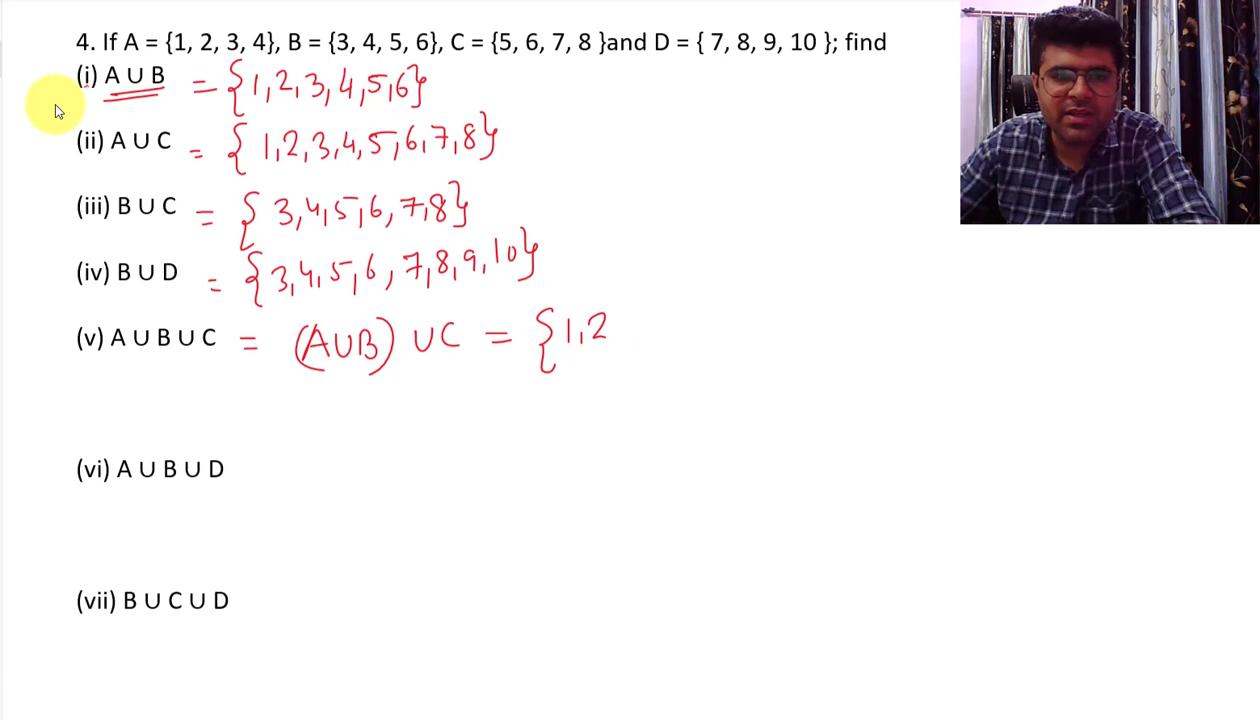 4. If A = {1, 2, 3, 4}, B = {3, 4, 5, 6}, C = {5, 6, 7, 8 }and D = { 7, 8, 9, 10 }; find
(i) A ∪ B = {1,2,3,4,5,6}
(ii) A ∪ C = {1,2,3,4,5,6,7,8}
(iii) B ∪ C = {3,4,5,6,7,8}
(iv) B ∪ D = {3,4,5,6,7,8,9,10}
(v) A ∪ B ∪ C = (A∪B) ∪C = {1,2
(vi) A ∪ B ∪ D
(vii) B ∪ C ∪ D